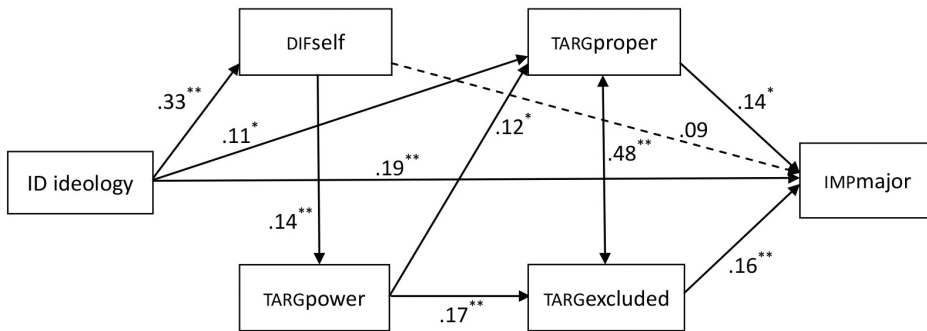 DIFself
TARGproper
.33**
.11*
.12*
.14*
.09
.48**
ID ideology
.19**
IMPmajor
.14**
.16**
TARGpower
.17**
TARGexcluded